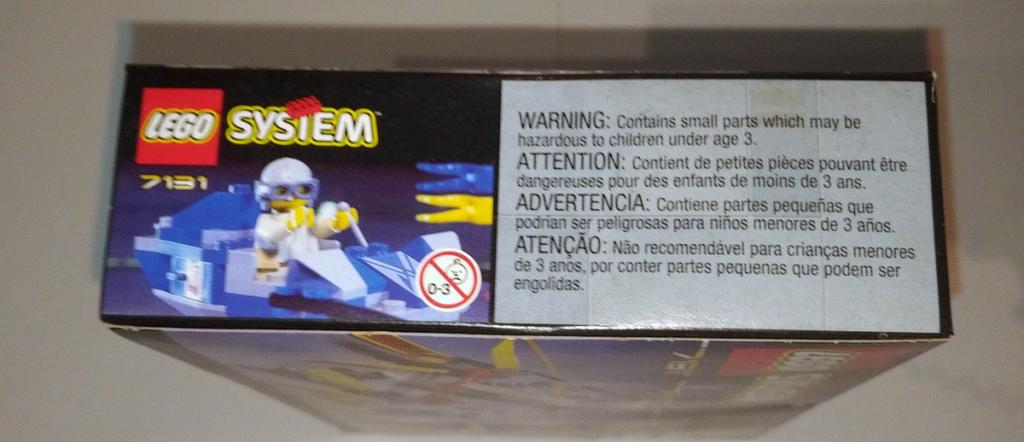 LEGO SYSTEM
7131
0-3
WARNING: Contains small parts which may be
hazardous to children under age 3.
ATTENTION: Contient de petites pièces pouvant être
dangereuses pour des enfants de moins de 3 ans.
ADVERTENCIA: Contiene partes pequeñas que
podrían ser peligrosas para niños menores de 3 años.
ATENÇÃO: Não recomendável para crianças menores
de 3 anos, por conter partes pequenas que podem ser
engolidas.